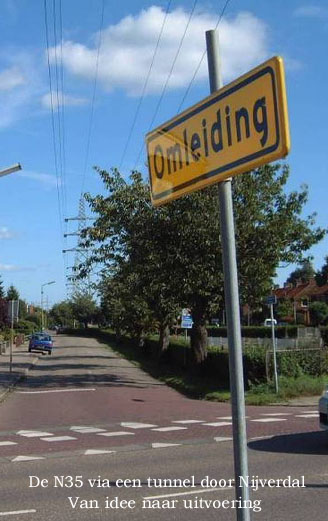 Omleiding
De N35 via een tunnel door Nijverdal
Van idee naar uitvoering